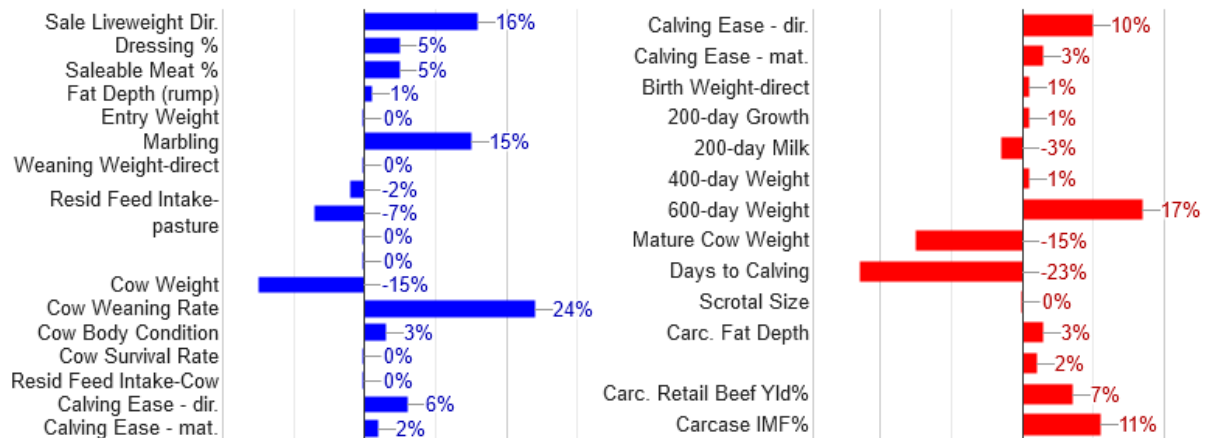 Sale Liveweight Dir. 16%
Dressing % 5%
Saleable Meat % 5%
Fat Depth (rump) 1%
Entry Weight 0%
Marbling 15%
Weaning Weight-direct 0%
-2%
Resid Feed Intake-
pasture
-7%
0%
0%
Cow Weight -15%
Cow Weaning Rate 24%
Cow Body Condition 3%
Cow Survival Rate 0%
Resid Feed Intake-Cow 0%
Calving Ease - dir. 6%
Calving Ease - mat. 2%
Calving Ease - dir. 10%
Calving Ease - mat. 3%
Birth Weight-direct 1%
200-day Growth 1%
200-day Milk -3%
400-day Weight 1%
600-day Weight 17%
Mature Cow Weight -15%
Days to Calving -23%
Scrotal Size 0%
Carc. Fat Depth 3%
2%
Carc. Retail Beef Yld% 7%
Carcase IMF% 11%